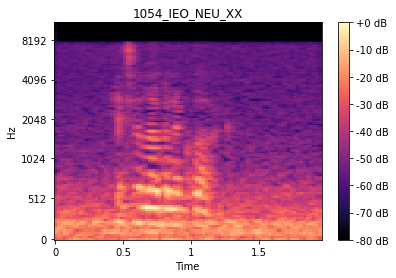 1054_IEO_NEU_XX
8192
4096
2048
1024
512
0
Hz
0
0.5
1
1.5
Time
+0 dB
-10 dB
-20 dB
-30 dB
-40 dB
-50 dB
-60 dB
-70 dB
-80 dB